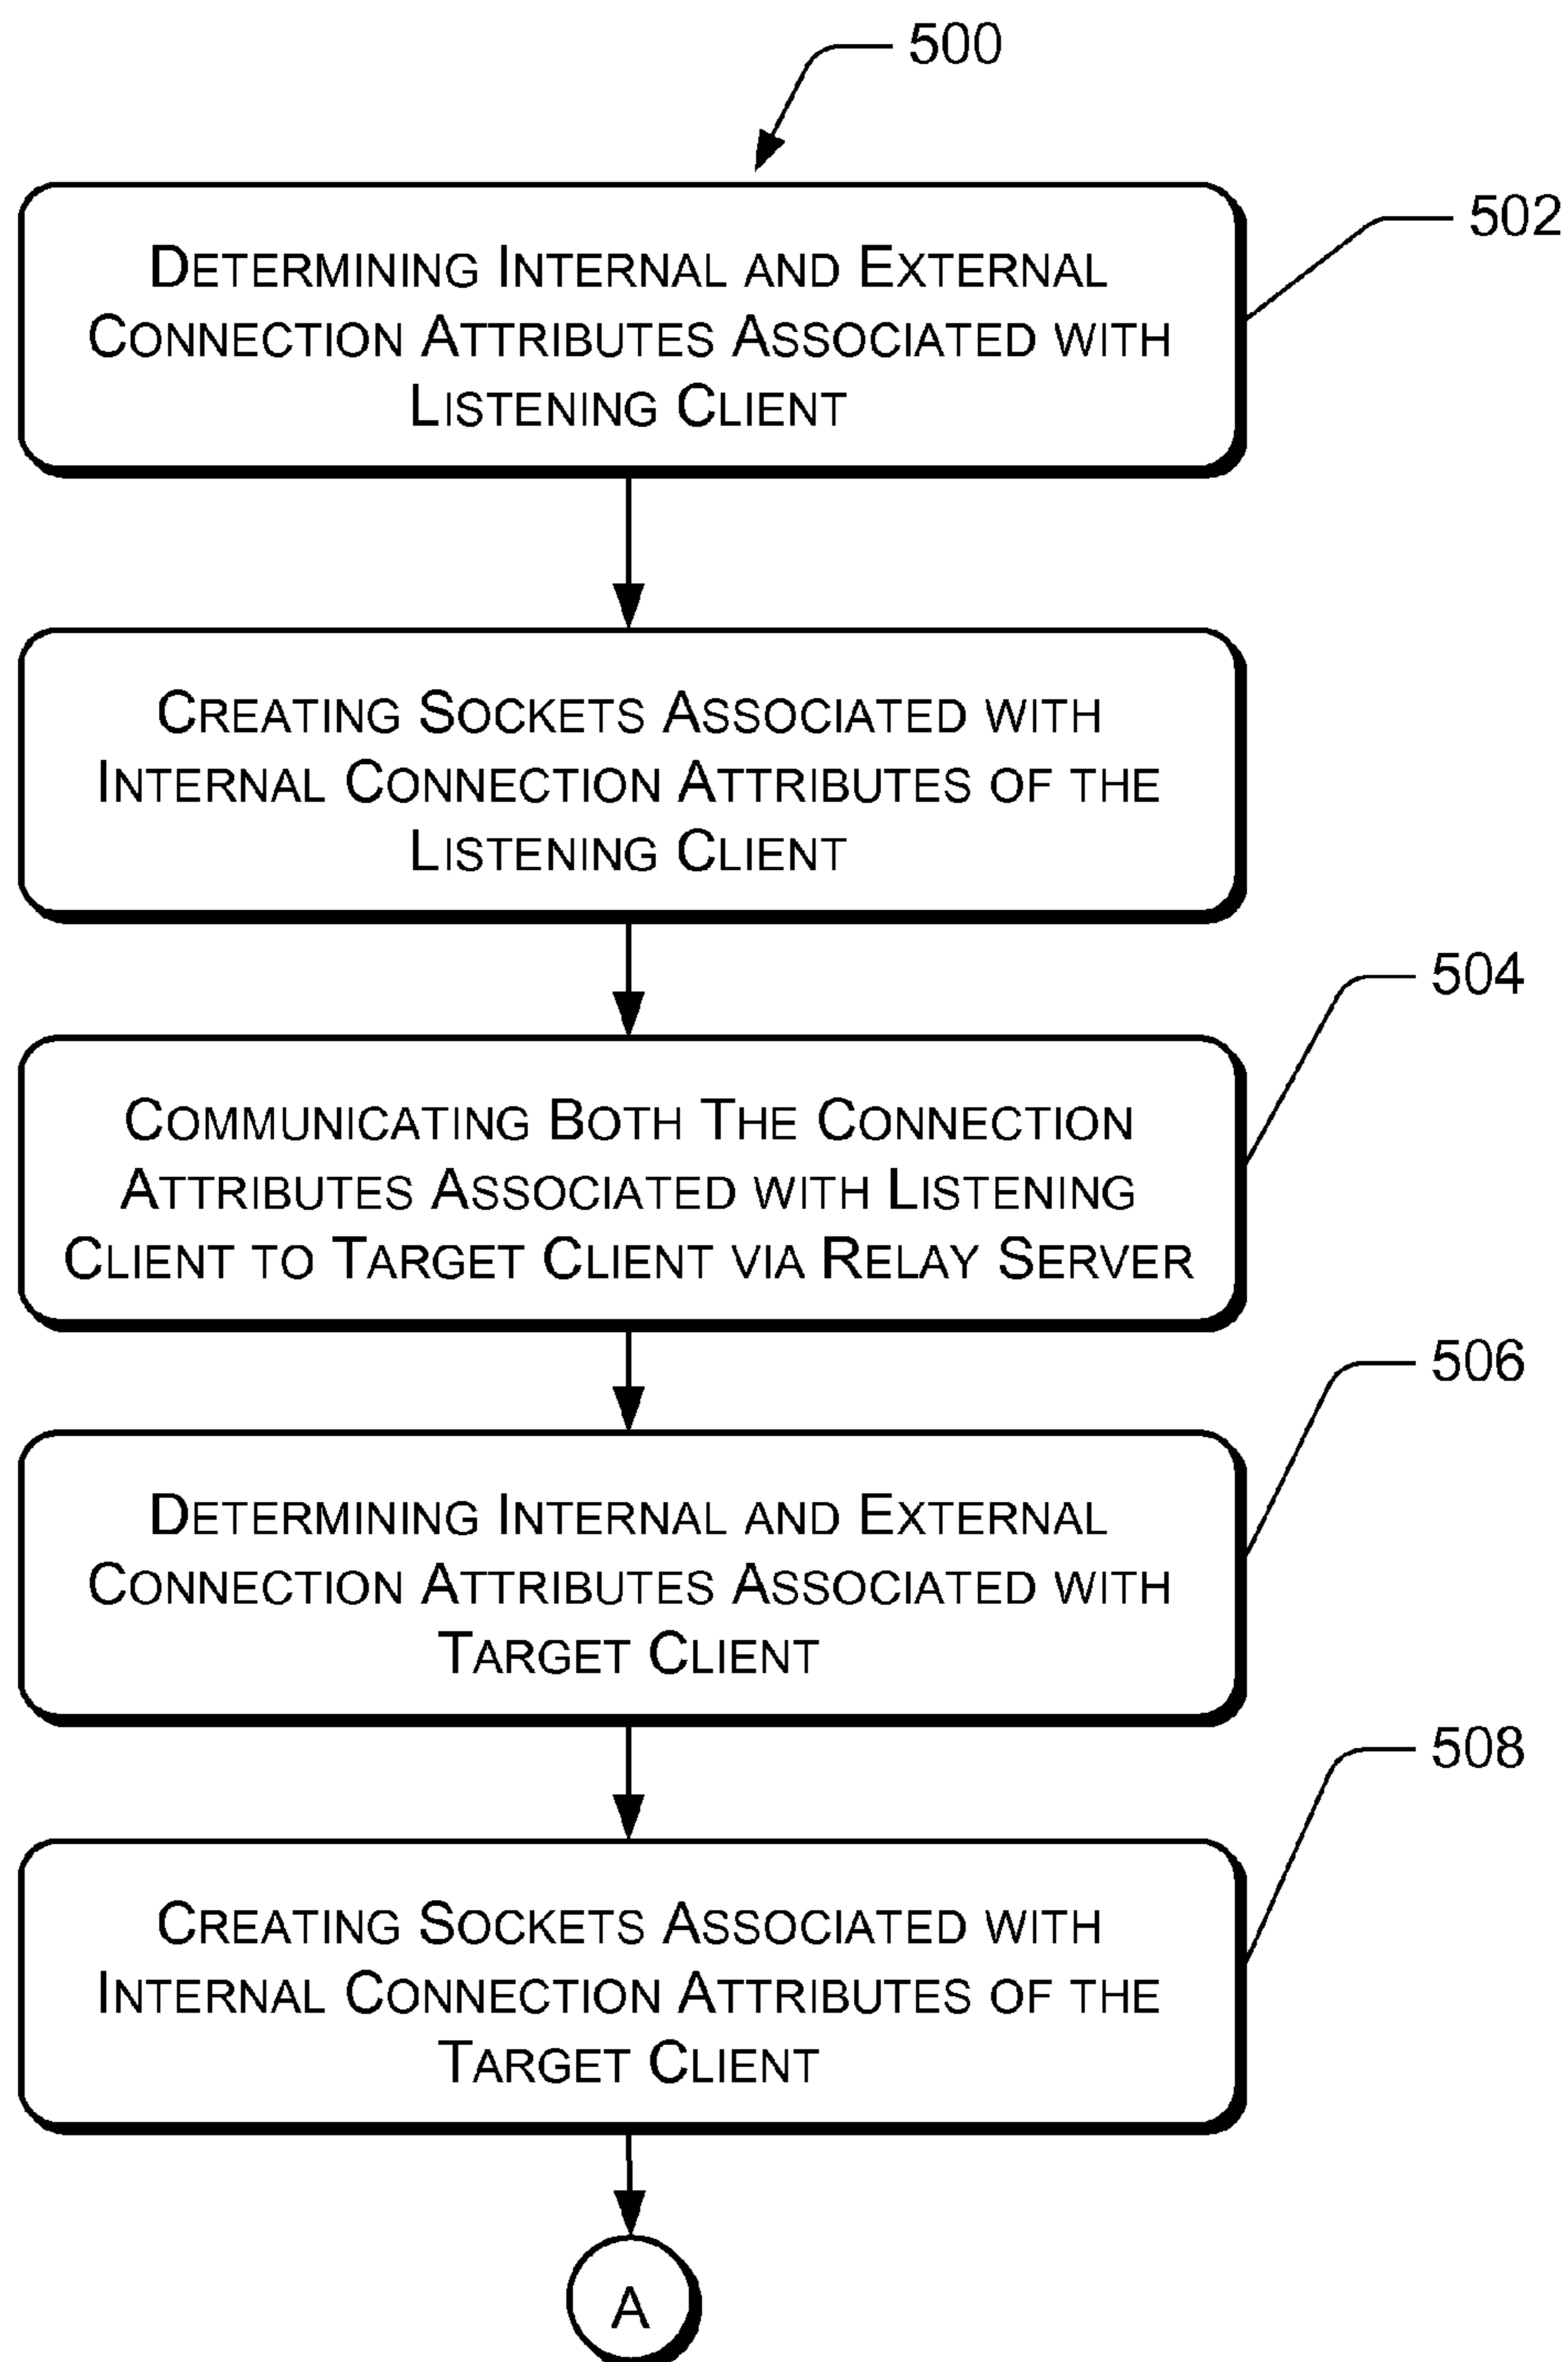 500
502
DETERMINING INTERNAL AND EXTERNAL
CONNECTION ATTRIBUTES ASSOCIATED WITH
LISTENING CLIENT
CREATING SOCKETS ASSOCIATED WITH
INTERNAL CONNECTION ATTRIBUTES OF THE
LISTENING CLIENT
504
COMMUNICATING BOTH THE CONNECTION
ATTRIBUTES ASSOCIATED WITH LISTENING
CLIENT TO TARGET CLIENT VIA RELAY SERVER
506
DETERMINING INTERNAL AND EXTERNAL
CONNECTION ATTRIBUTES ASSOCIATED WITH
TARGET CLIENT
508
CREATING SOCKETS ASSOCIATED WITH
INTERNAL CONNECTION ATTRIBUTES OF THE
TARGET CLIENT
A